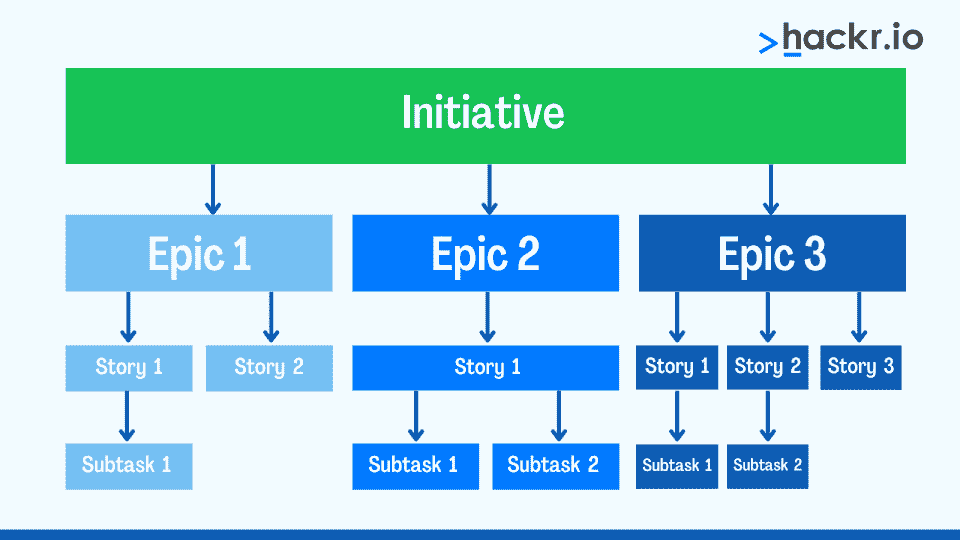 >hackr.io
Initiative
Epic 1
Epic 2
Epic 3
Story 1
Story 2
Story 1
Story 1
Story 2
Story 3
Subtask 1
Subtask 1
Subtask 2
Subtask 1
Subtask 2